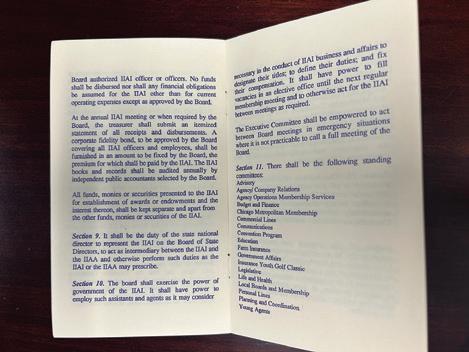 Board authorized IIAI officer or officers. No funds
shall be disbursed nor shall any financial obligations
be assumed for the IIAI other than for current
operating expenses except as approved by the Board.
At the annual IIAI meeting or when required by the
Board, the treasurer shall submit an itemized
statement of all receipts and disbursements. A
corporate fidelity bond, to be approved by the Board
covering all IIAI officers and employees, shall be
furnished in an amount to be fixed by the Board, the
premium for which shall be paid by the IIAI. The IIAI
books and records shall be audited annually by
independent public accountants selected by the Board.
All funds, monies or securities presented to the IIAI
for establishment of awards or endowments and the
interest thereon, shall be kept separate and apart from
the other funds, monies or securities of the IIAI.
Section 9. It shall be the duty of the state national
director to represent the IIAI on the Board of State
Directors, to act as intermediary between the IIAI and
the IIAA and otherwise perform such duties as the
IIAI or the IIAA may prescribe.
Section 10. The board shall exercise the power of
government of the IIAI. It shall have power to
employ such assistants and agents as it may consider
necessary in the conduct of IIAI business and affairs to
designate their titles; to define their duties; and fix
their compensation. It shall have power to fill
vacancies in an elective office until the next regular
membership meeting and to otherwise act for the IIAI
between meetings as required.
The Executive Committee shall be empowered to act
between Board meetings in emergency situations
where it is not practicable to call a full meeting of the
Board.
Section 11. There shall be the following standing
committees:
Advisory
Agency/Company Relations
Agency Operations Membership Services
Budget and Finance
Chicago Metropolitan Membership
Commercial Lines
Communications
Convention Program
Education
Farm Insurance
Government Affairs
Insurance Youth Golf Classic
Legislative
Life and Health
Local Boards and Membership
Personal Lines
Planning and Coordination
Young Agents